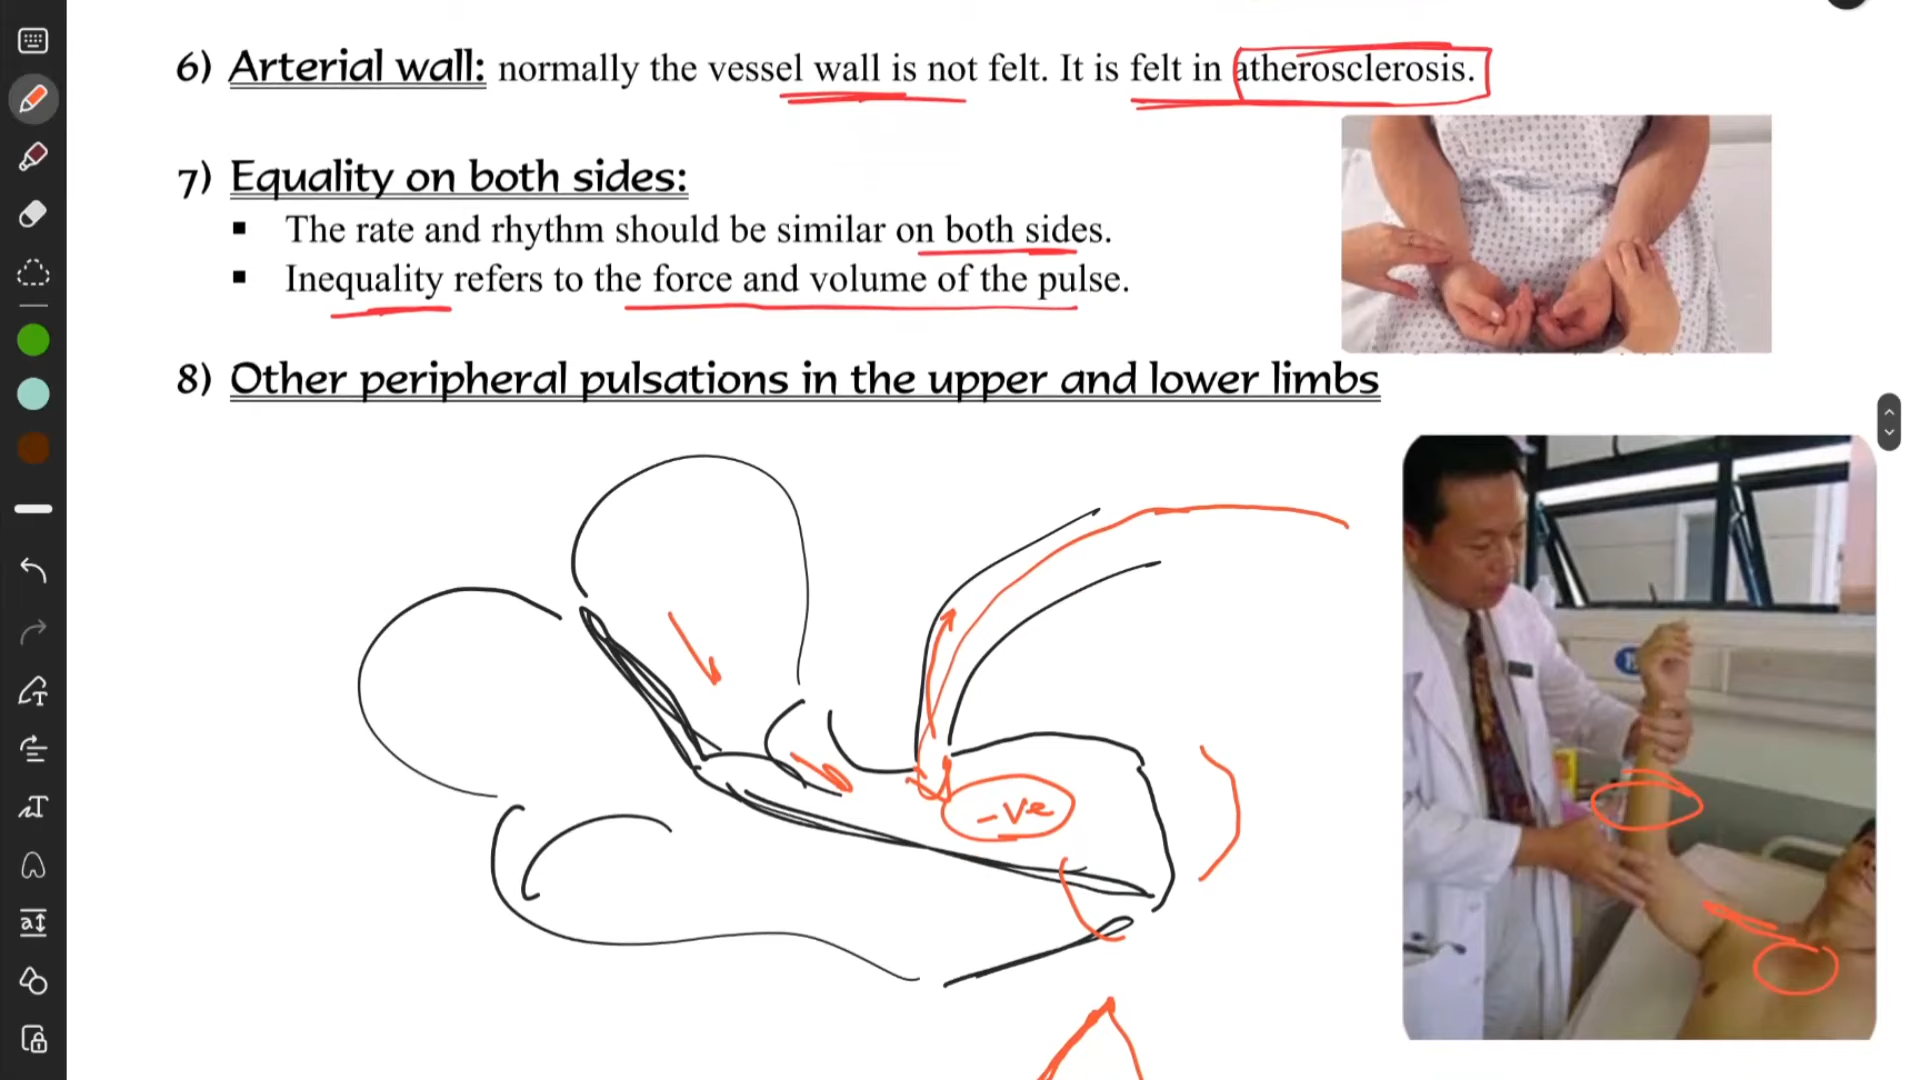 6) Arterial wall: normally the vessel wall is not felt. It is felt in atherosclerosis.
7) Equality on both sides:
▪ The rate and rhythm should be similar on both sides.
▪ Inequality refers to the force and volume of the pulse.
8) Other peripheral pulsations in the upper and lower limbs
-ve